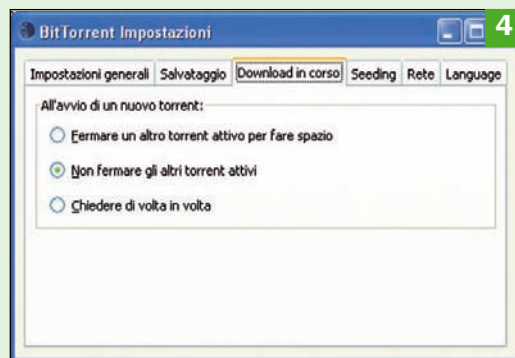 BitTorrent Impostazioni
4
Impostazioni generali Salvataggio Download in corso Seeding Rete Language
All'avvio di un nuovo torrent:
Fermare un altro torrent attivo per fare spazio
Non fermare gli altri torrent attivi
Chiedere di volta in volta